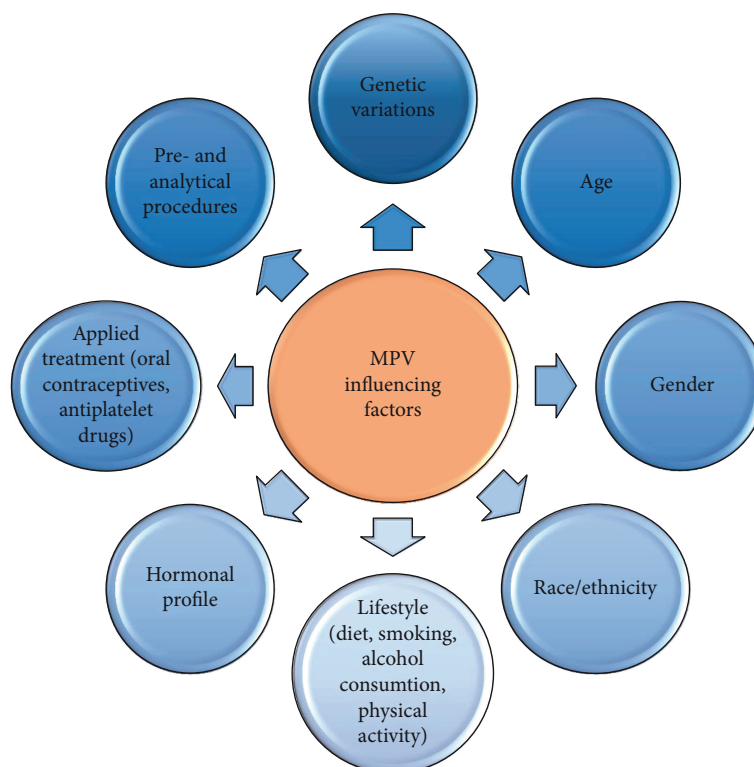 Genetic
variations
Pre- and
analytical
procedures
Age
Applied
treatment (oral
contraceptives,
antiplatelet
drugs)
MPV
influencing
factors
Gender
Hormonal
profile
Lifestyle
(diet, smoking,
alcohol
consumtion,
physical
activity)
Race/ethnicity